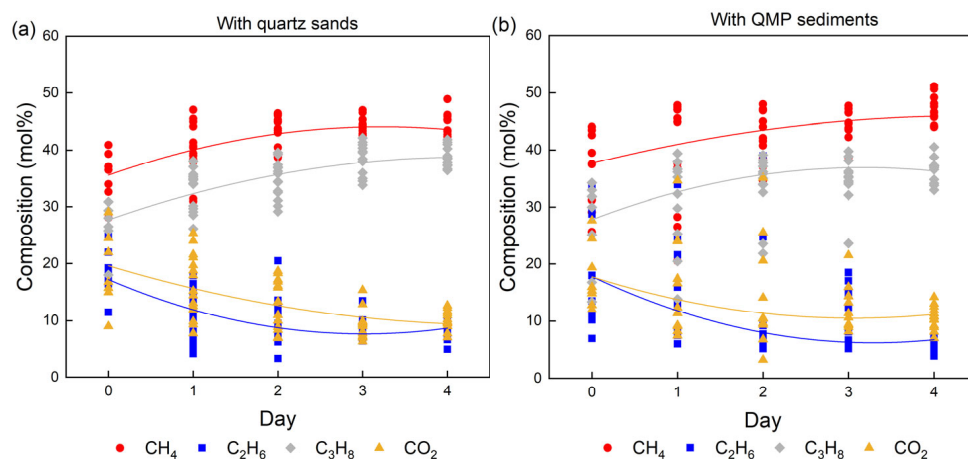 (a) With quartz sands
Composition (mol%)
60
50
40
30
20
10
0
0 1 2 3 4
Day
CH₄ C₂H₆ C₃H₈ CO₂
(b) With QMP sediments
Composition (mol%)
60
50
40
30
20
10
0
0 1 2 3 4
Day
CH₄ C₂H₆ C₃H₈ CO₂